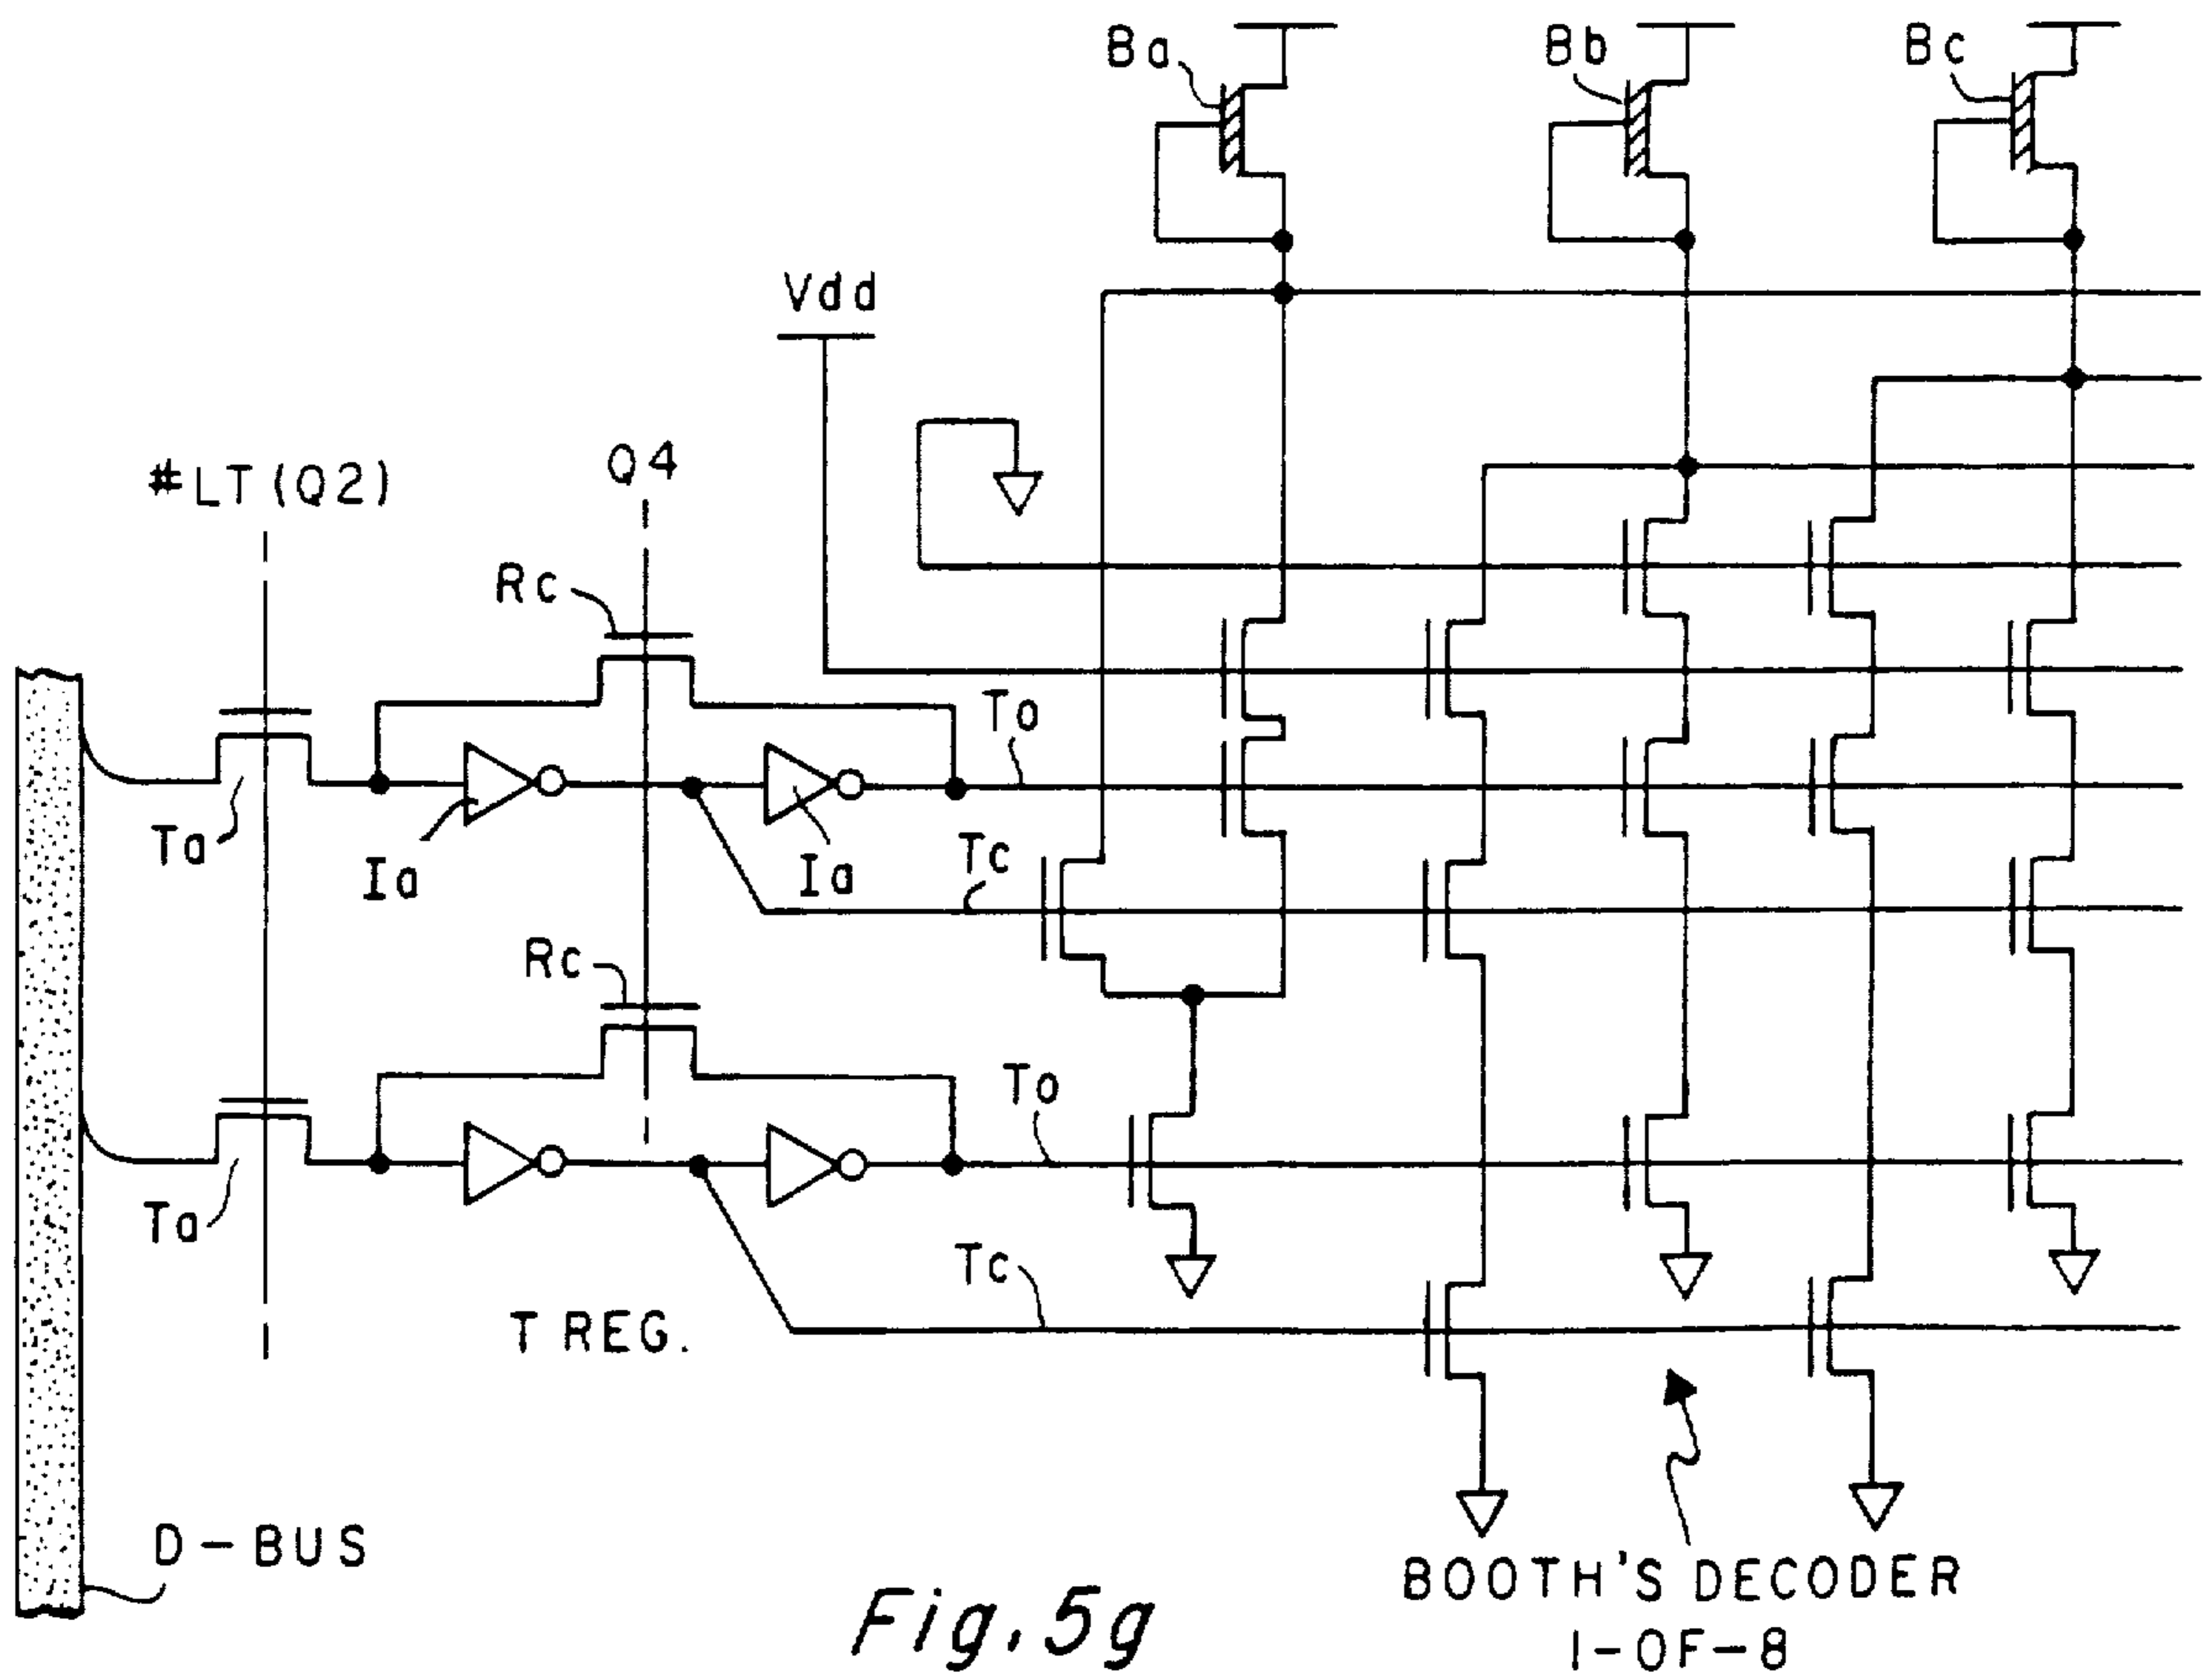 Ba
Bb
Bc
Vdd
#LT(Q2)
Q4
Rc
To
Ta
Ia
Ia
Tc
Rc
To
Ta
Tc
T REG.
D-BUS
BOOTH'S DECODER
1-OF-8
Fig. 5g